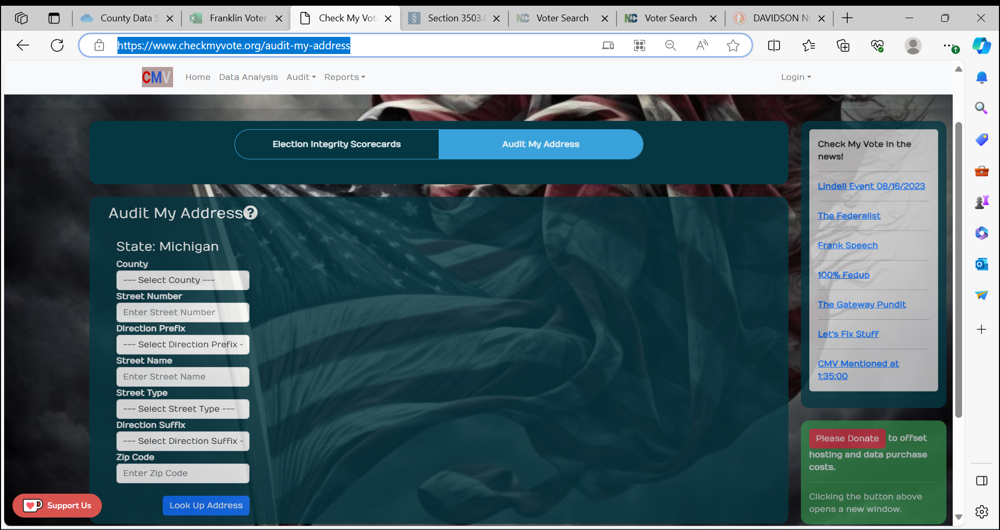 County Data S
Franklin Voter
Check My Vot
Section 3503.0
Voter Search
Voter Search
DAVIDSON NC
https://www.checkmyvote.org/audit-my-address
CMV
Home
Data Analysis
Audit
Reports
Login
Election Integrity Scorecards
Audit My Address
Audit My Address?
State: Michigan
County
--- Select County ---
Street Number
Enter Street Number
Direction Prefix
--- Select Direction Prefix -
Street Name
Enter Street Name
Street Type
--- Select Street Type ---
Direction Suffix
--- Select Direction Suffix -
Zip Code
Enter Zip Code
Look Up Address
Support Us
Check My Vote in the
news!
Lindell Event 08/16/2023
The Federalist
Frank Speech
100% Fedup
The Gateway Pundit
Let's Fix Stuff
CMV Mentioned at
1:35:00
Please Donate to offset
hosting and data purchase
costs.
Clicking the button above
opens a new window.